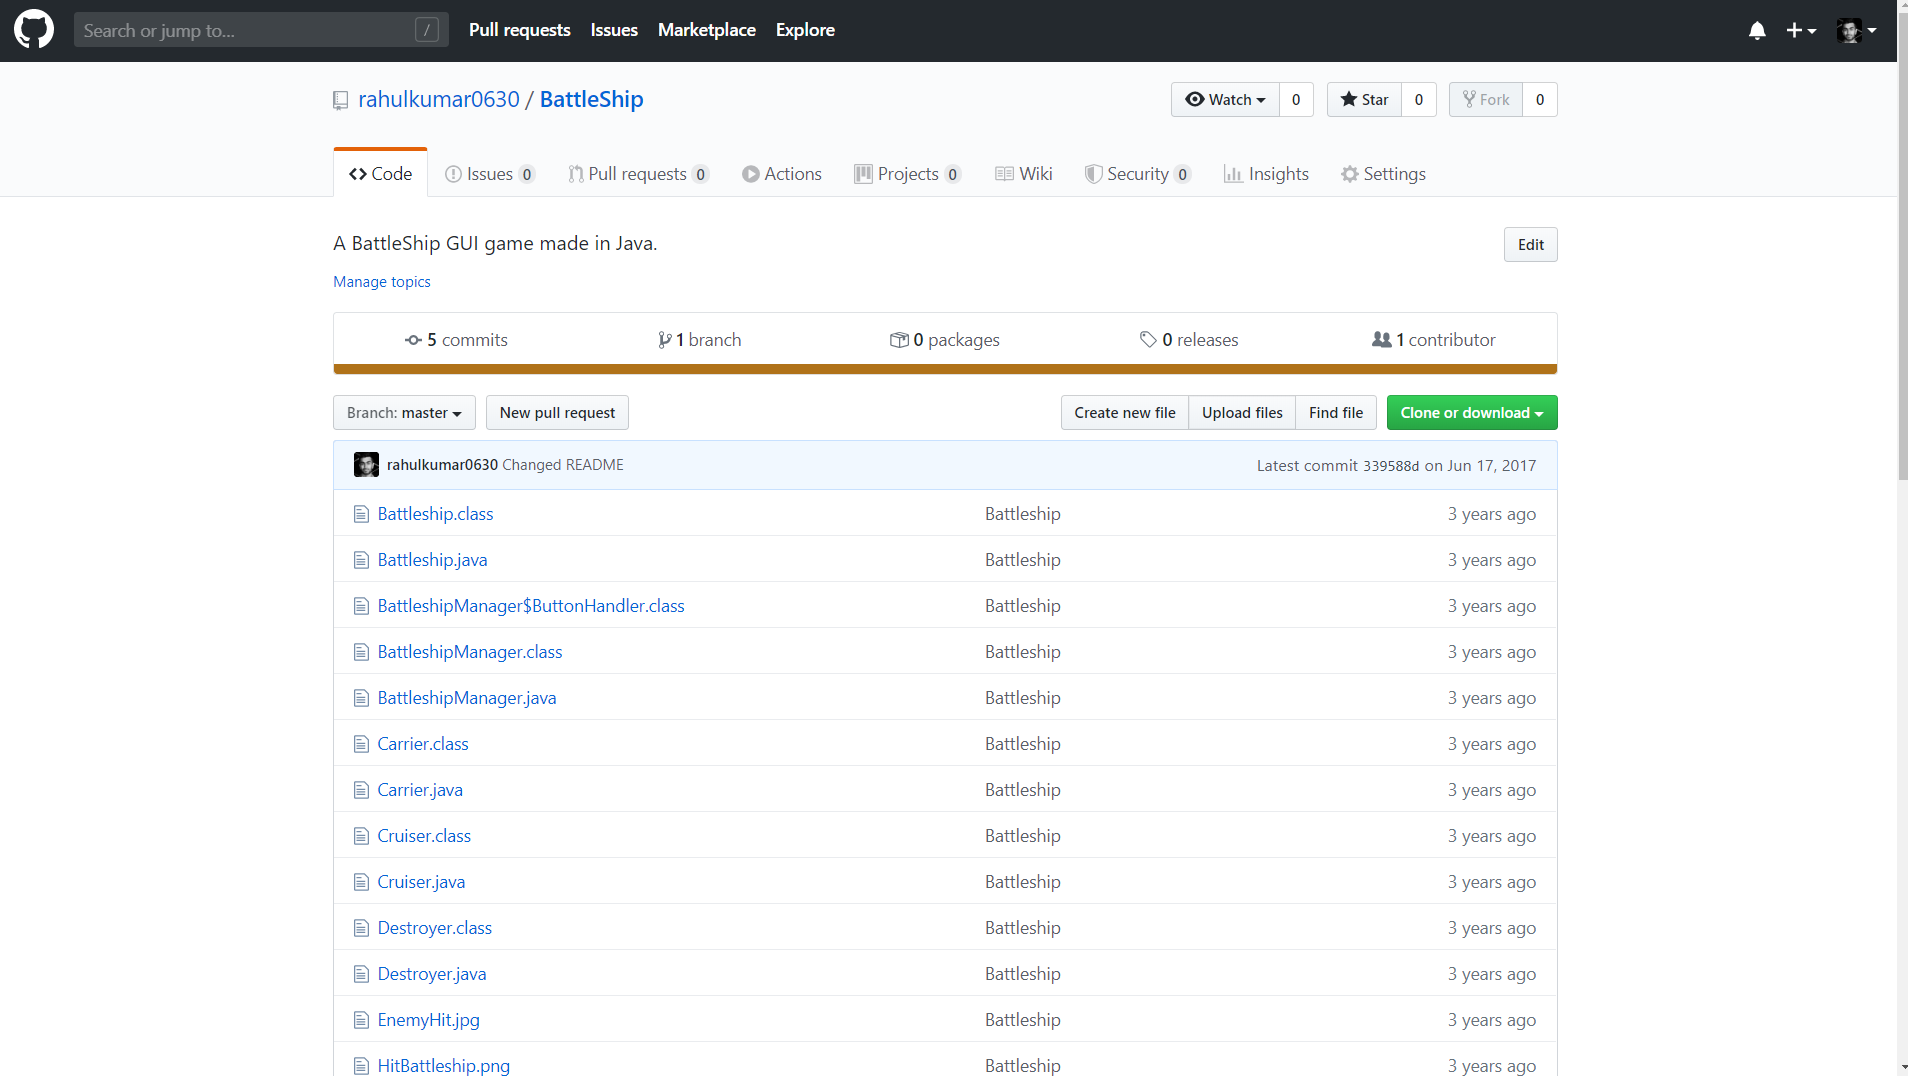 Search or jump to... / Pull requests Issues Marketplace Explore
rahulkumar0630 / BattleShip Watch 0 Star 0 Fork 0
Code Issues 0 Pull requests 0 Actions Projects 0 Wiki Security 0 Insights Settings
A BattleShip GUI game made in Java. Edit
Manage topics
5 commits 1 branch 0 packages 0 releases 1 contributor
Branch: master New pull request Create new file Upload files Find file Clone or download
rahulkumar0630 Changed README Latest commit 339588d on Jun 17, 2017
Battleship.class Battleship 3 years ago
Battleship.java Battleship 3 years ago
BattleshipManager$ButtonHandler.class Battleship 3 years ago
BattleshipManager.class Battleship 3 years ago
BattleshipManager.java Battleship 3 years ago
Carrier.class Battleship 3 years ago
Carrier.java Battleship 3 years ago
Cruiser.class Battleship 3 years ago
Cruiser.java Battleship 3 years ago
Destroyer.class Battleship 3 years ago
Destroyer.java Battleship 3 years ago
EnemyHit.jpg Battleship 3 years ago
HitBattleship.png Battleship 3 years ago